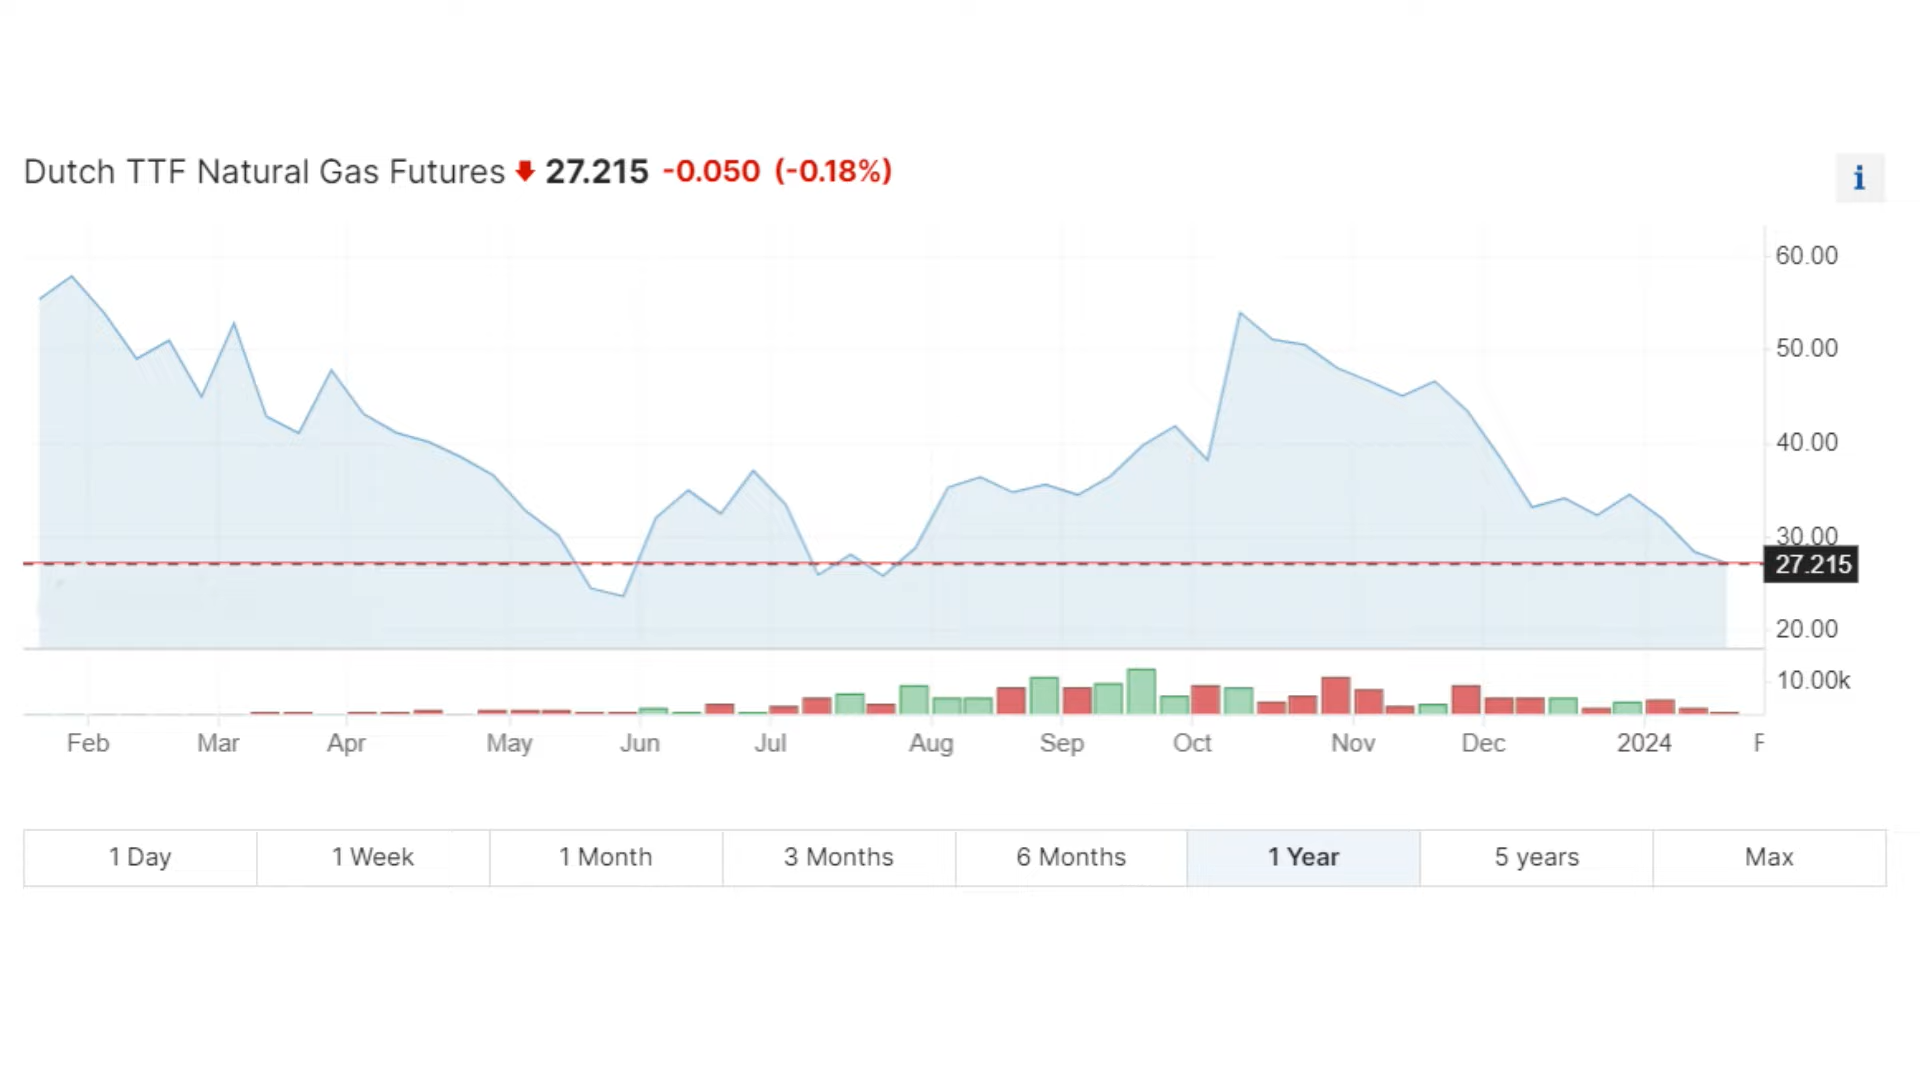 Dutch TTF Natural Gas Futures 27.215 -0.050 (-0.18%)
i
60.00
50.00
40.00
30.00
27.215
20.00
10.00k
Feb Mar Apr May Jun Jul Aug Sep Oct Nov Dec 2024 F
1 Day 1 Week 1 Month 3 Months 6 Months 1 Year 5 years Max